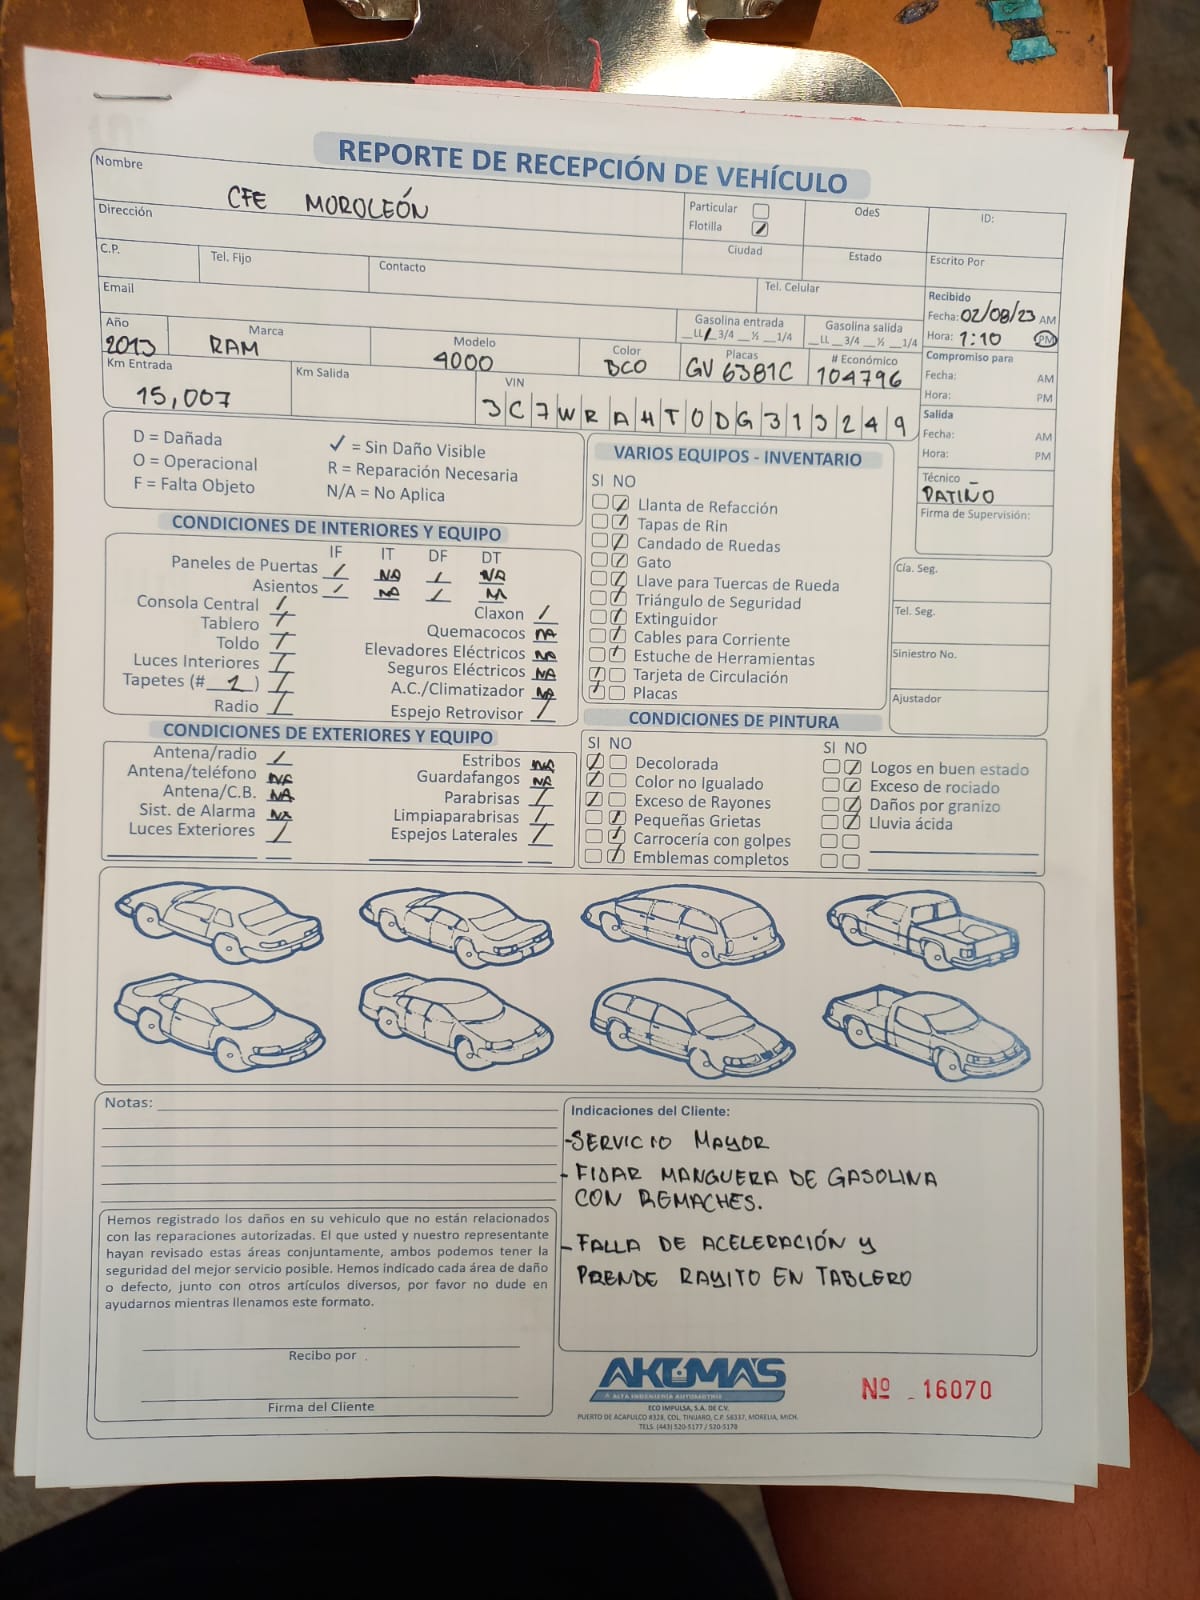 REPORTE DE RECEPCIÓN DE VEHÍCULO
Nombre
CFE MOROLEÓN
Particular
Flotilla
OdeS
ID:
Dirección
Ciudad
Estado
Escrito Por
C.P.
Tel. Fijo
Contacto
Tel. Celular
Email
Recibido
Fecha: 02/08/23 AM
Hora: 1:10 PM
Gasolina entrada
__LL __3/4 __½ __1/4
Gasolina salida
__LL __3/4 __½ __1/4
Año
2013
Marca
RAM
Modelo
4000
Color
BCO
Placas
GV 6381C
# Económico
104796
Compromiso para
Fecha: AM
Hora: PM
Km Entrada
15,007
Km Salida
VIN
3C7WRAHT0DG313249
Salida
Fecha: AM
Hora: PM
Técnico
PATIÑO
Firma de Supervisión:
D = Dañada
O = Operacional
F = Falta Objeto
✓ = Sin Daño Visible
R = Reparación Necesaria
N/A = No Aplica
CONDICIONES DE INTERIORES Y EQUIPO
IF IT DF DT
Paneles de Puertas / NA / NA
Asientos / NA /
Consola Central /
Tablero /
Toldo /
Luces Interiores /
Tapetes (# 2 ) /
Radio /
Claxon /
Quemacocos NA
Elevadores Eléctricos NA
Seguros Eléctricos NA
A.C./Climatizador NA
Espejo Retrovisor /
VARIOS EQUIPOS - INVENTARIO
SI NO
Llanta de Refacción
Tapas de Rin
Candado de Ruedas
Gato
Llave para Tuercas de Rueda
Triángulo de Seguridad
Extinguidor
Cables para Corriente
Estuche de Herramientas
Tarjeta de Circulación
Placas
Cía. Seg.
Tel. Seg.
Siniestro No.
Ajustador
CONDICIONES DE EXTERIORES Y EQUIPO
Antena/radio /
Antena/teléfono NA
Antena/C.B. NA
Sist. de Alarma NA
Luces Exteriores /
Estribos NA
Guardafangos NA
Parabrisas /
Limpiaparabrisas /
Espejos Laterales /
CONDICIONES DE PINTURA
SI NO
Decolorada
Color no Igualado
Exceso de Rayones
Pequeñas Grietas
Carrocería con golpes
Emblemas completos
SI NO
Logos en buen estado
Exceso de rociado
Daños por granizo
Lluvia ácida
Notas:
Indicaciones del Cliente:
-SERVICIO MAYOR
- FIJAR MANGUERA DE GASOLINA
CON REMACHES.
- FALLA DE ACELERACIÓN Y
PRENDE RAYITO EN TABLERO
Hemos registrado los daños en su vehiculo que no están relacionados
con las reparaciones autorizadas. El que usted y nuestro representante
hayan revisado estas áreas conjuntamente, ambos podemos tener la
seguridad del mejor servicio posible. Hemos indicado cada área de daño
o defecto, junto con otros artículos diversos, por favor no dude en
ayudarnos mientras llenamos este formato.
Recibo por
Firma del Cliente
AKUMAS
ALTA INGENIERIA AUTOMOTRIZ
ECO IMPULSA, S.A. DE C.V.
PUERTO DE ACAPULCO #328, COL. TINIJARO, C.P. 58337, MORELIA, MICH.
TELS. (443) 520-5177 / 520-5178
Nº 16070